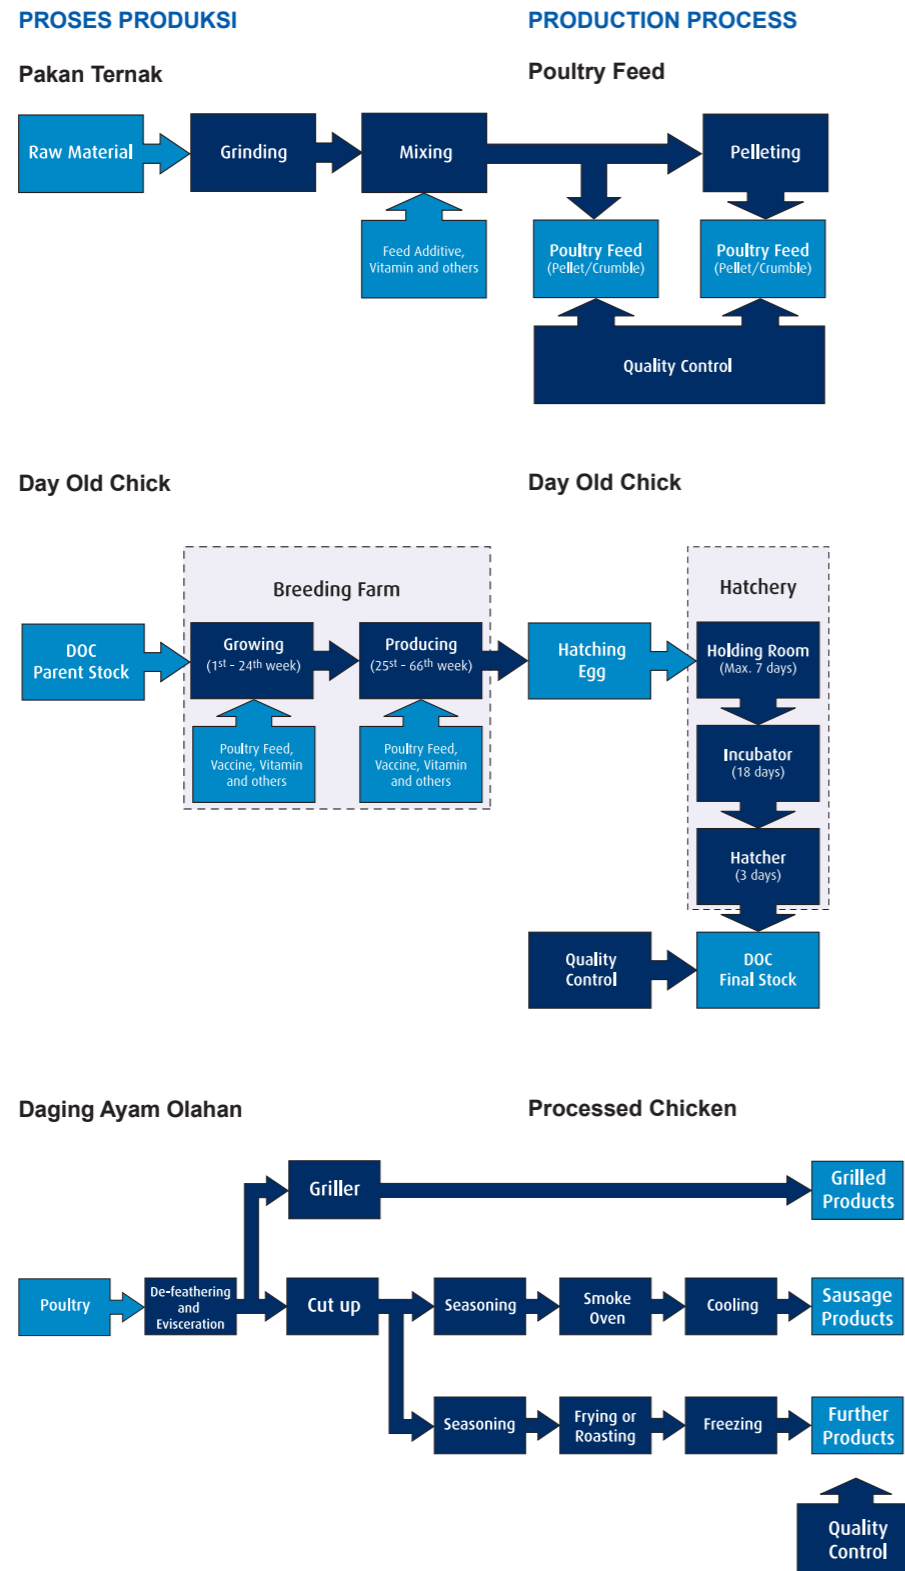 PROSES PRODUKSI
PRODUCTION PROCESS
Pakan Ternak
Poultry Feed
Raw Material
Grinding
Mixing
Pelleting
Feed Additive,
Vitamin and others
Poultry Feed
(Pellet/Crumble)
Poultry Feed
(Pellet/Crumble)
Quality Control
Day Old Chick
Day Old Chick
Breeding Farm
Hatchery
DOC
Parent Stock
Growing
(1st - 24th week)
Producing
(25st - 66th week)
Hatching
Egg
Holding Room
(Max. 7 days)
Poultry Feed,
Vaccine, Vitamin
and others
Poultry Feed,
Vaccine, Vitamin
and others
Incubator
(18 days)
Hatcher
(3 days)
Quality
Control
DOC
Final Stock
Daging Ayam Olahan
Processed Chicken
Griller
Grilled
Products
Poultry
De-feathering
and
Evisceration
Cut up
Seasoning
Smoke
Oven
Cooling
Sausage
Products
Seasoning
Frying or
Roasting
Freezing
Further
Products
Quality
Control